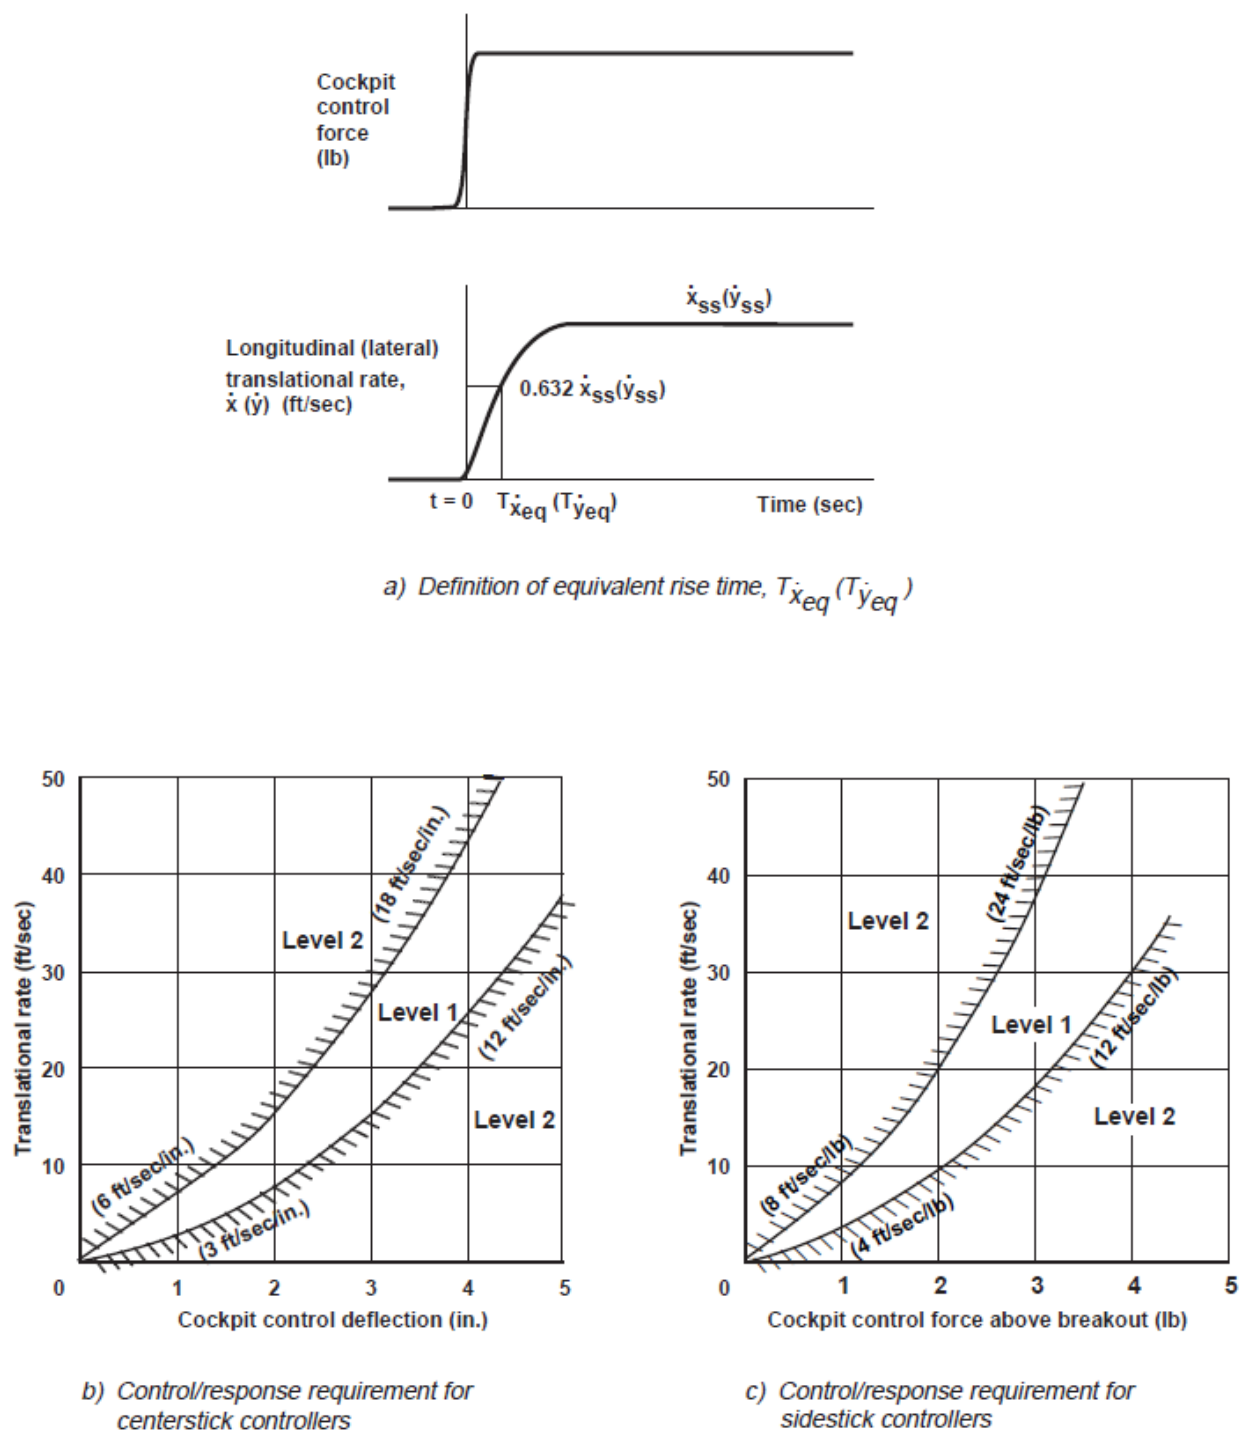 Cockpit
control
force
(lb)
ẋss(ẏss)
Longitudinal (lateral)
translational rate,
ẋ (ẏ) (ft/sec)
0.632 ẋss(ẏss)
t = 0 Tẋeq (Tẏeq) Time (sec)
a) Definition of equivalent rise time, Tẋeq (Tẏeq )
50
40
30
20
10
0
1 2 3 4 5
Translational rate (ft/sec)
(18 ft/sec/in.)
Level 2
Level 1
(12 ft/sec/in.)
Level 2
(6 ft/sec/in.)
(3 ft/sec/in.)
Cockpit control deflection (in.)
b) Control/response requirement for
centerstick controllers
50
40
30
20
10
0
1 2 3 4 5
Translational rate (ft/sec)
(24 ft/sec/lb)
Level 2
Level 1
(12 ft/sec/lb)
Level 2
(8 ft/sec/lb)
(4 ft/sec/lb)
Cockpit control force above breakout (lb)
c) Control/response requirement for
sidestick controllers